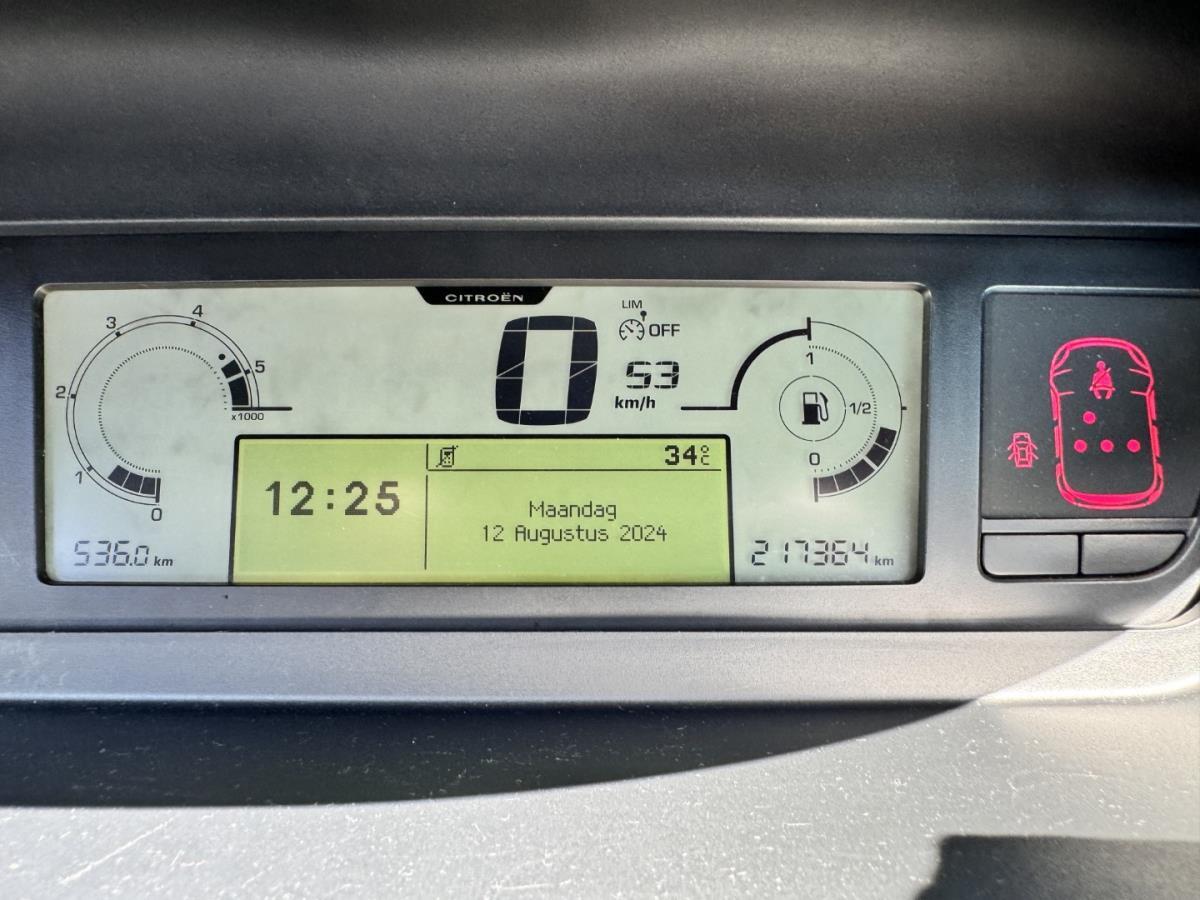 CITROËN
LIM
OFF
0
53
km/h
4
3
5
2
x1000
1
0
1
1/2
0
34°C
12:25
Maandag
12 Augustus 2024
536.0 km
217364 km